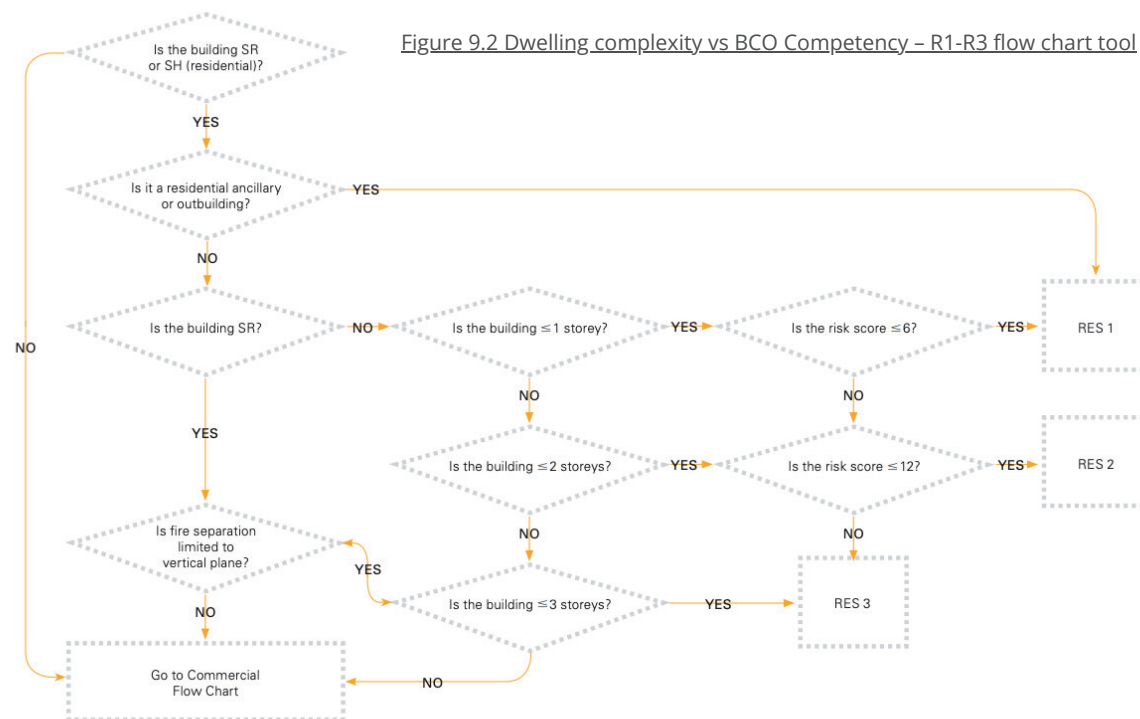 Figure 9.2 Dwelling complexity vs BCO Competency – R1-R3 flow chart tool
Is the building SR
or SH (residential)?
YES
Is it a residential ancillary
or outbuilding?
YES
NO
Is the building SR?
NO
Is the building ≤1 storey?
YES
Is the risk score ≤6?
YES
RES 1
NO
NO
NO
YES
Is the building ≤2 storeys?
YES
Is the risk score ≤12?
YES
RES 2
Is fire separation
limited to
vertical plane?
NO
NO
YES
Is the building ≤3 storeys?
YES
RES 3
NO
Go to Commercial
Flow Chart
NO